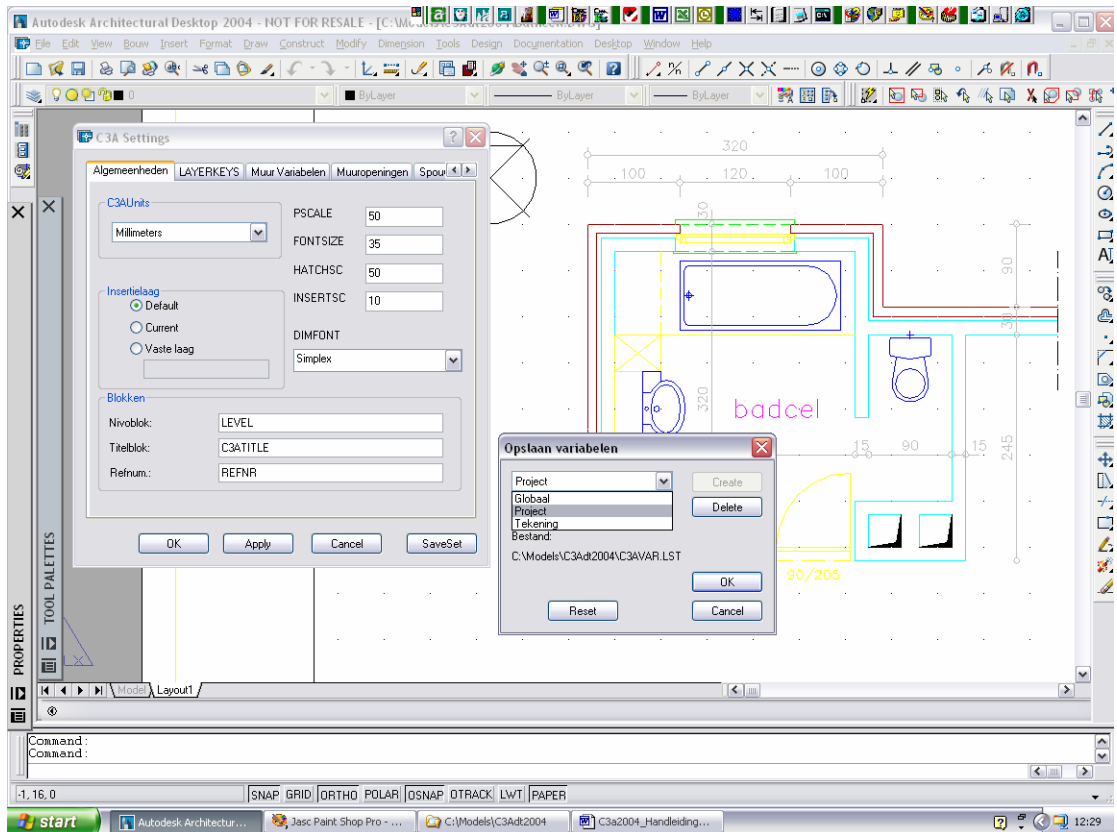 Autodesk Architectural Desktop 2004 - NOT FOR RESALE - [C:\Mo
File Edit View Bouw Insert Format Draw Construct Modify Dimension Tools Design Documentation Desktop Window Help
0
ByLayer
ByLayer
ByLayer
C3A Settings
Algemeenheden LAYERKEYS Muur Variabelen Muuropeningen Spou
C3AUnits
Millimeters
PSCALE 50
FONTSIZE 35
HATCHSC 50
INSERTSC 10
Insertielaag
Default
Current
Vaste laag
DIMFONT
Simplex
Blokken
Nivoblok: LEVEL
Titelblok: C3ATITLE
Refnum.: REFNR
OK Apply Cancel SaveSet
320
100 120 100
30
90
30
320
badcel
15 90 15
245
90/205
Opslaan variabelen
Project
Globaal
Project
Tekening
Create
Delete
Bestand:
C:\Models\C3Adt2004\C3AVAR.LST
OK
Reset
Cancel
TOOL PALETTES
PROPERTIES
X
Model Layout1
Command:
Command:
-1, 16, 0
SNAP GRID ORTHO POLAR OSNAP OTRACK LWT PAPER
start
Autodesk Architectur...
Jasc Paint Shop Pro - ...
C:\Models\C3Adt2004
C3a2004_Handleiding...
12:29